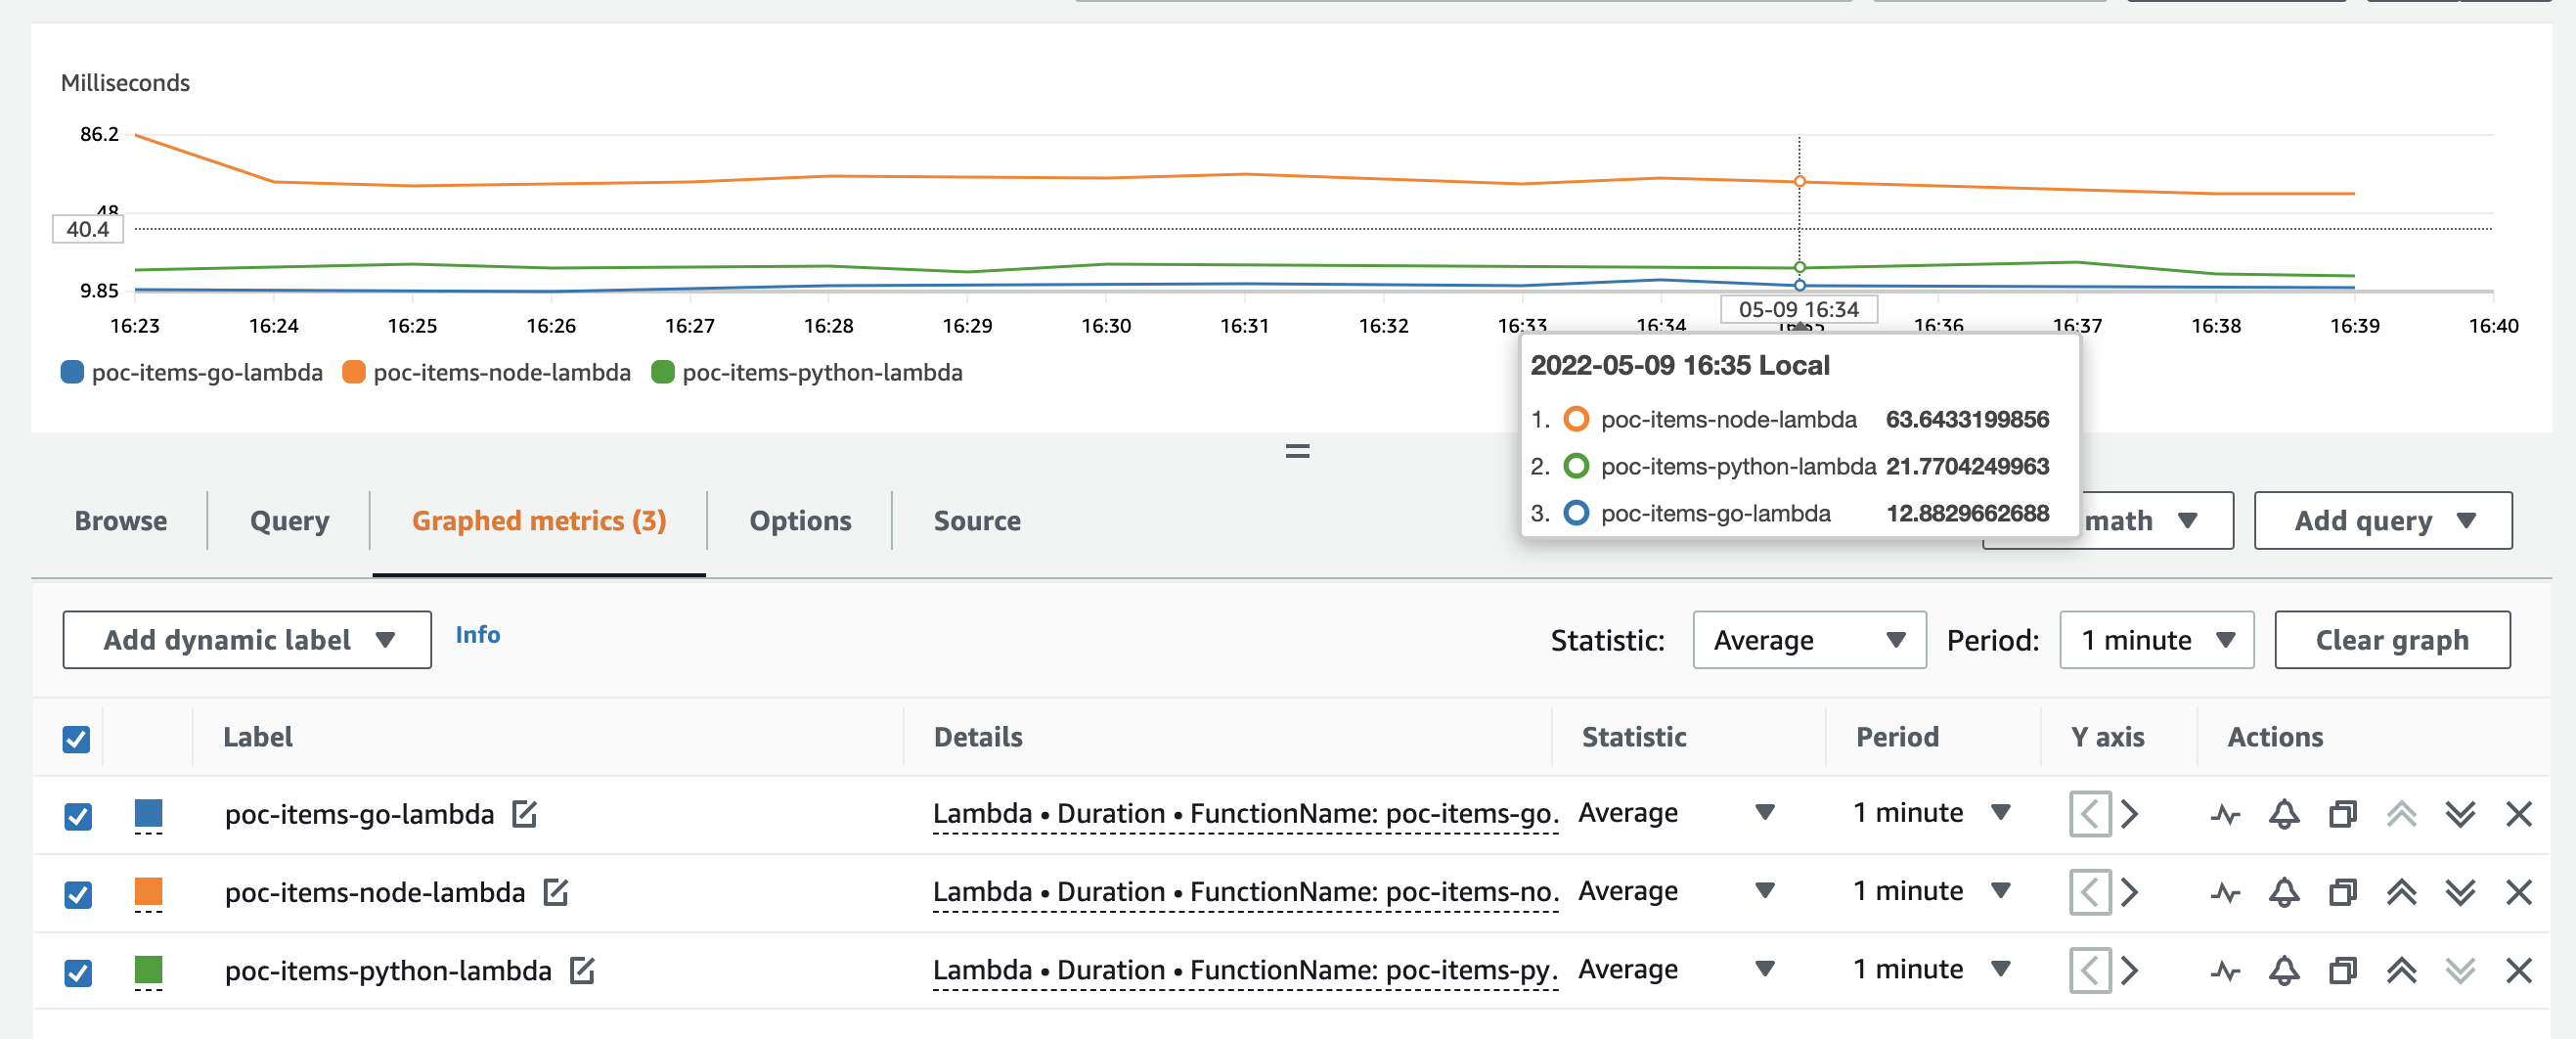 Milliseconds
86.2
48
40.4
9.85
05-09 16:34
16:23 16:24 16:25 16:26 16:27 16:28 16:29 16:30 16:31 16:32 16:33 16:34 16:35 16:36 16:37 16:38 16:39 16:40
poc-items-go-lambda poc-items-node-lambda poc-items-python-lambda
2022-05-09 16:35 Local
1. poc-items-node-lambda 63.6433199856
2. poc-items-python-lambda 21.7704249963
3. poc-items-go-lambda 12.8829662688
Browse Query Graphed metrics (3) Options Source math Add query
Add dynamic label Info Statistic: Average Period: 1 minute Clear graph
Label Details Statistic Period Y axis Actions
poc-items-go-lambda Lambda • Duration • FunctionName: poc-items-go. Average 1 minute
poc-items-node-lambda Lambda • Duration • FunctionName: poc-items-no. Average 1 minute
poc-items-python-lambda Lambda • Duration • FunctionName: poc-items-py. Average 1 minute